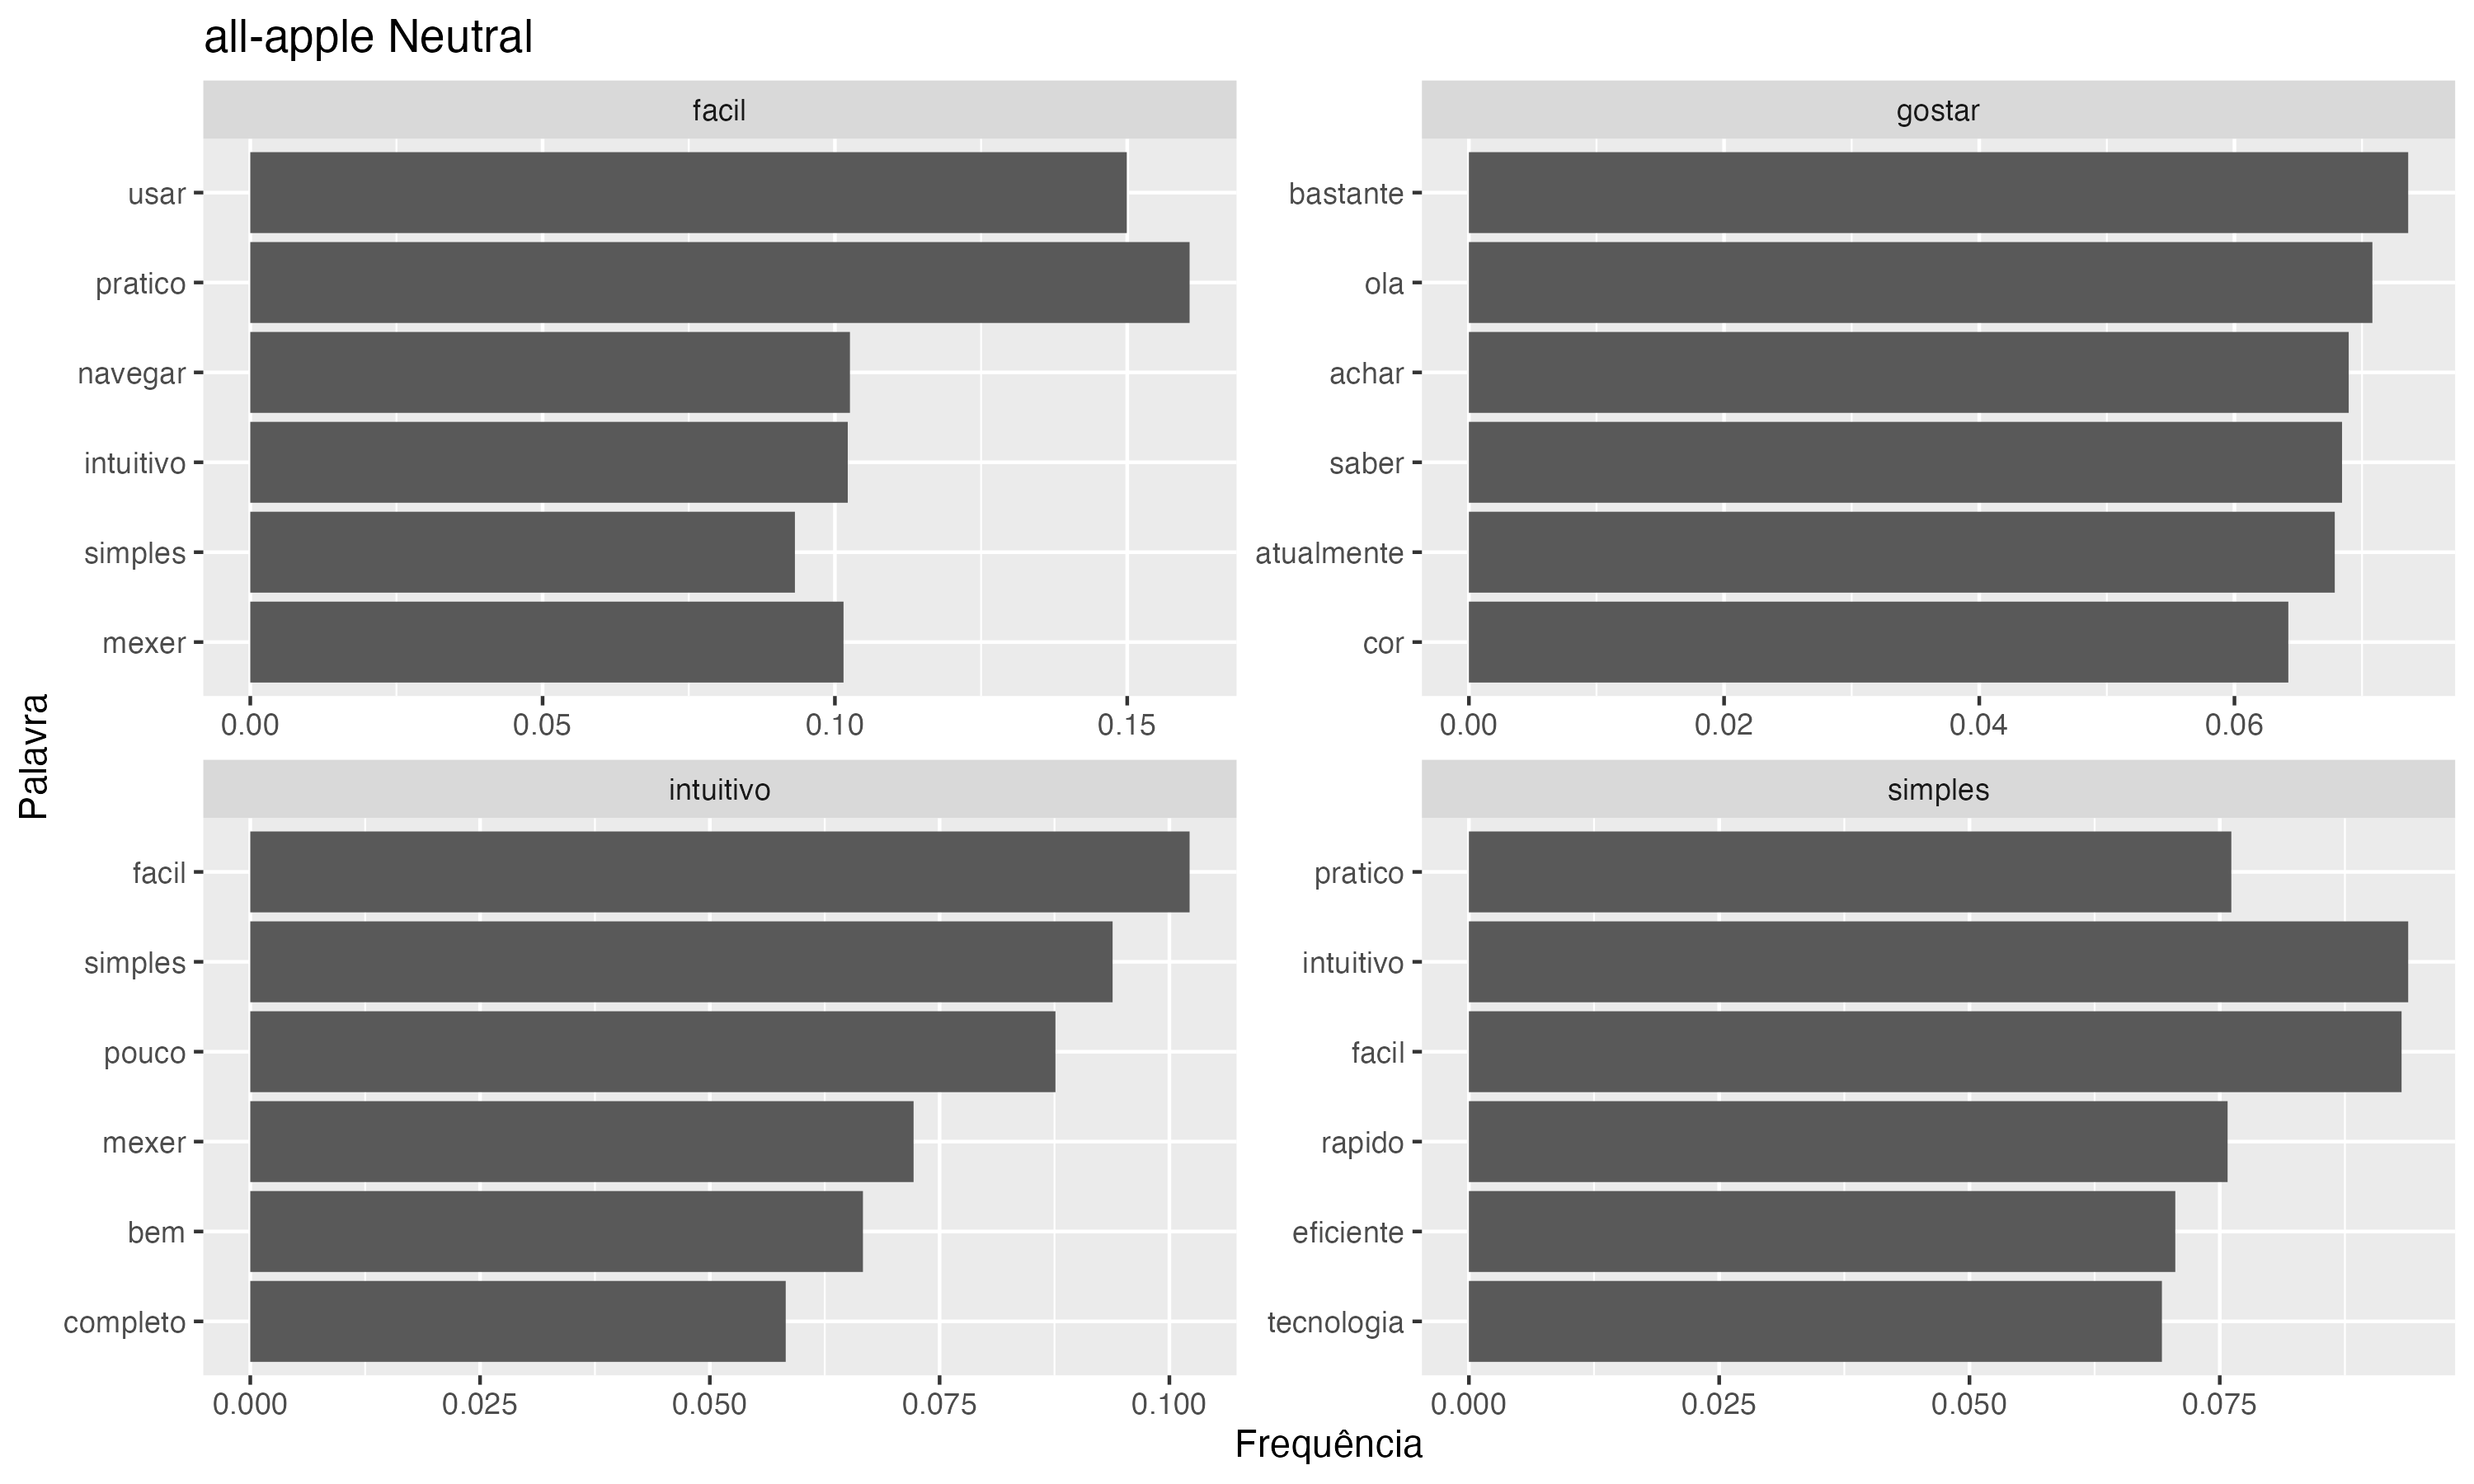 all-apple Neutral
facil
usar
pratico
navegar
intuitivo
simples
mexer
0.00 0.05 0.10 0.15
gostar
bastante
ola
achar
saber
atualmente
cor
0.00 0.02 0.04 0.06
intuitivo
facil
simples
pouco
mexer
bem
completo
0.000 0.025 0.050 0.075 0.100
simples
pratico
intuitivo
facil
rapido
eficiente
tecnologia
0.000 0.025 0.050 0.075
Palavra
Frequência